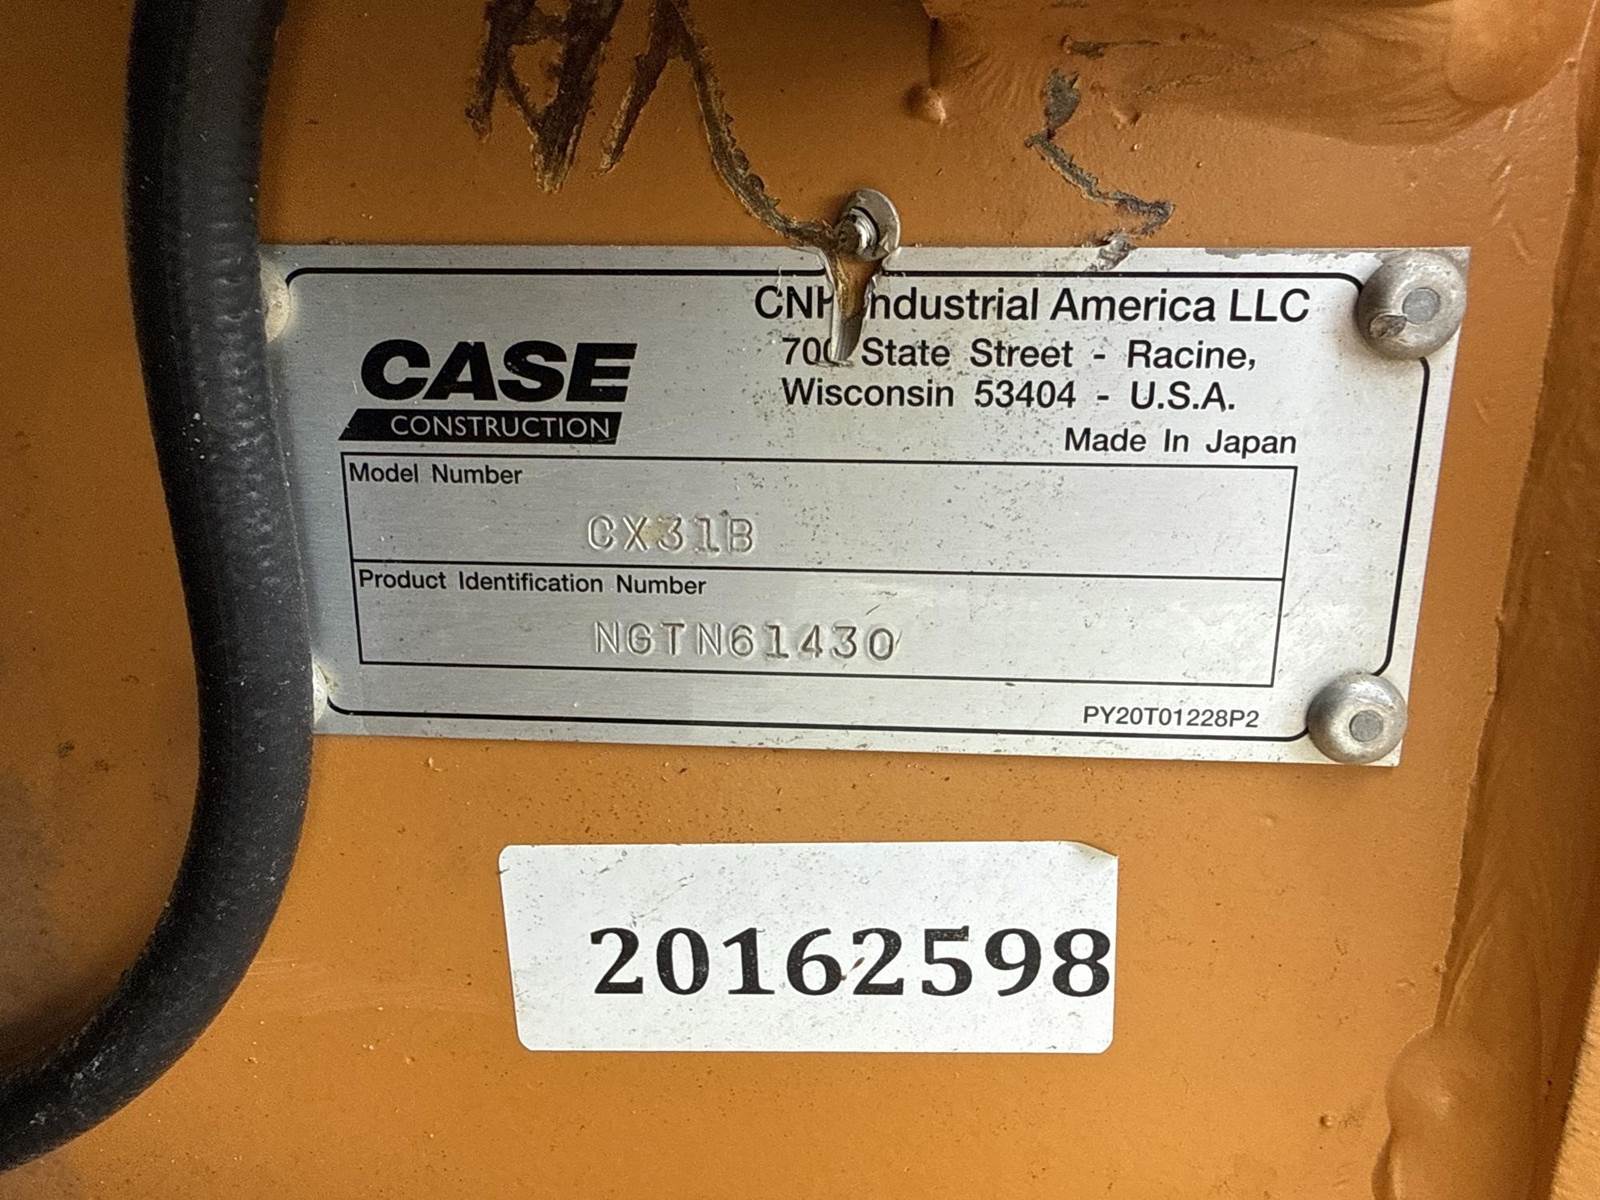 CNH Industrial America LLC
700 State Street - Racine,
Wisconsin 53404 - U.S.A.
Made In Japan
CASE
CONSTRUCTION
Model Number
CX31B
Product Identification Number
NGTN61430
PY20T01228P2
20162598